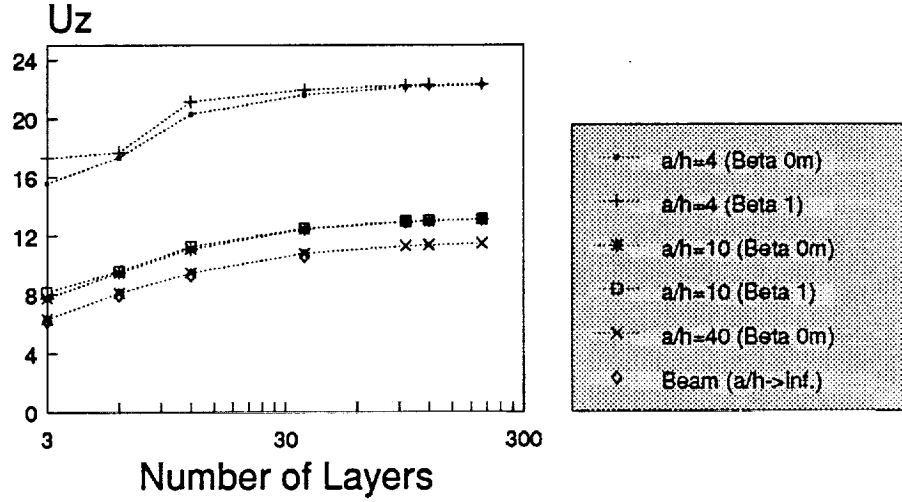 Uz
24
20
16
12
8
4
0
3
30
300
Number of Layers
a/h=4 (Beta 0m)
a/h=4 (Beta 1)
a/h=10 (Beta 0m)
a/h=10 (Beta 1)
a/h=40 (Beta 0m)
Beam (a/h->inf.)